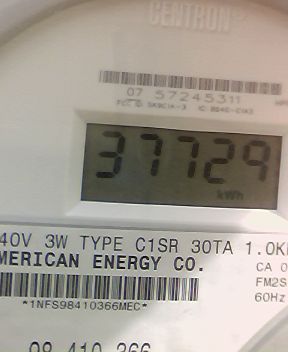 CENTRON
07 57245311
37729
kWh
40V 3W TYPE C1SR 30TA 1.0K
MERICAN ENERGY CO.
CA 0
FM2S
60Hz
*1NFS98410366MEC*
98 410 366